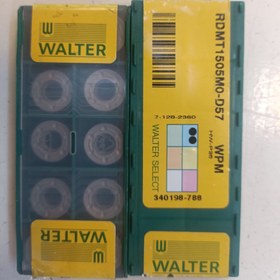 WALTER
WALTER
RDMT1505M0-D57
WPM
WALTER SELECT
340198-788
WALTER